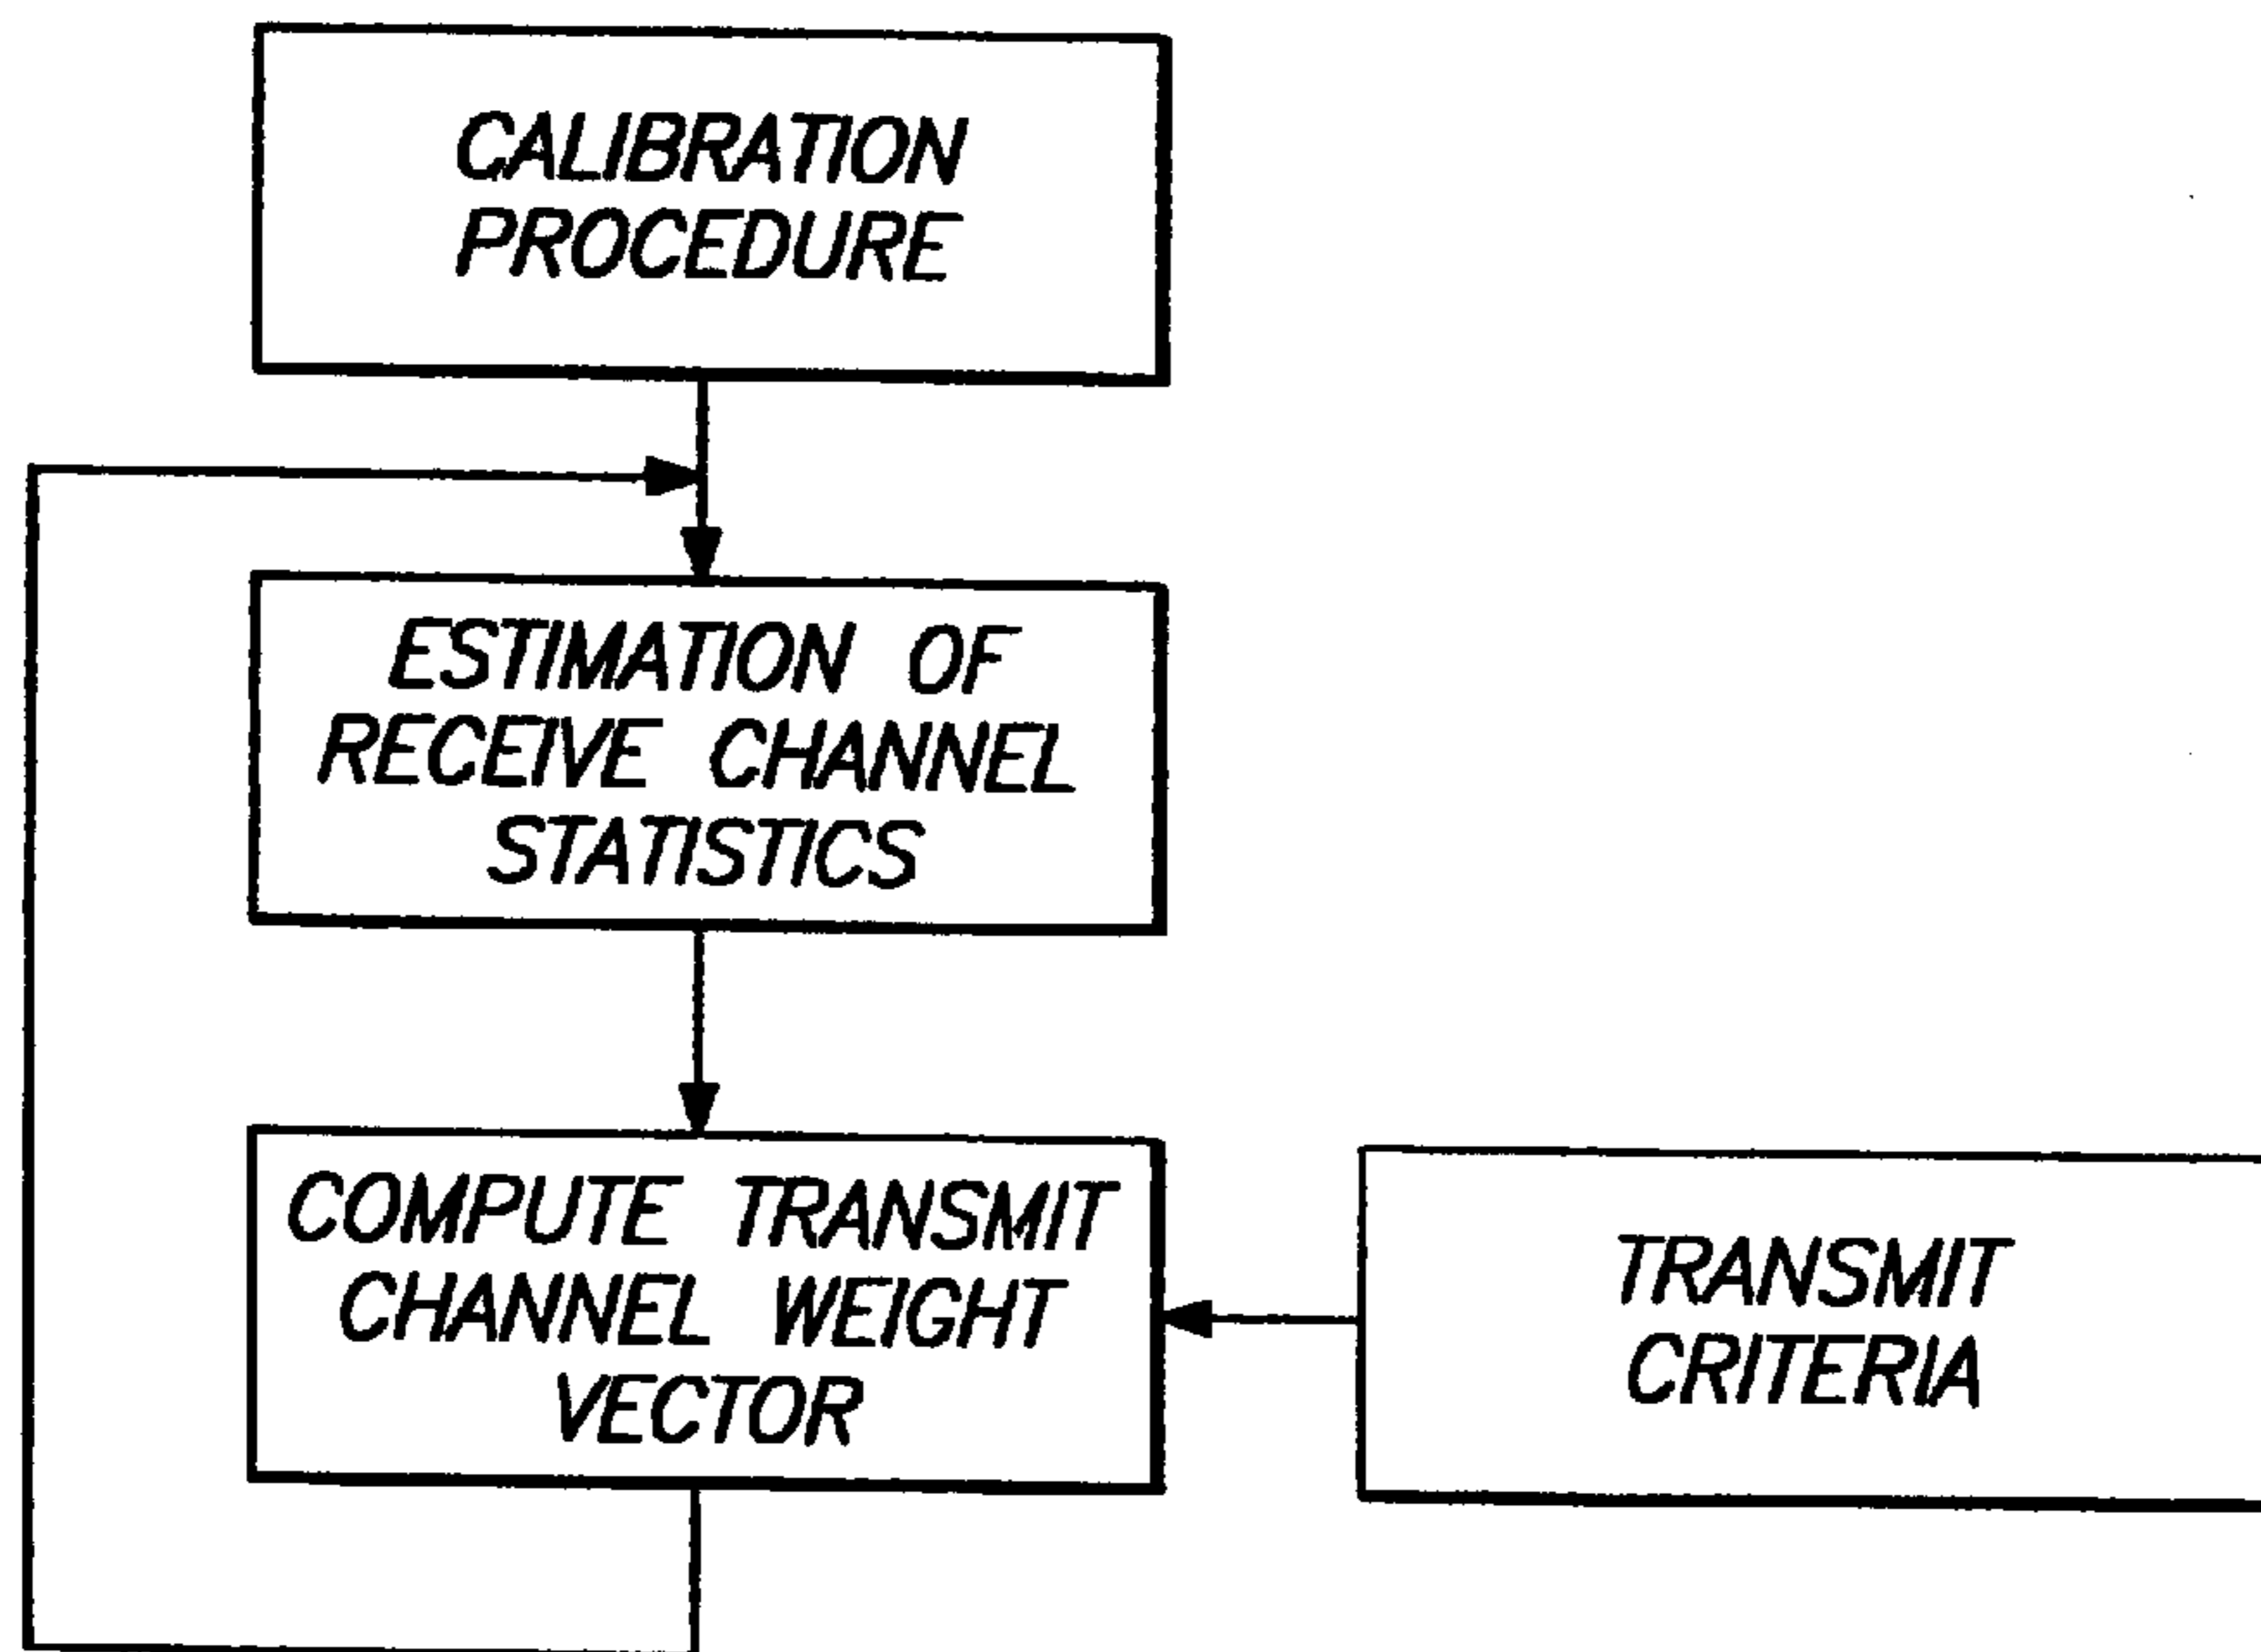 CALIBRATION
PROCEDURE
ESTIMATION OF
RECEIVE CHANNEL
STATISTICS
COMPUTE TRANSMIT
CHANNEL WEIGHT
VECTOR
TRANSMIT
CRITERIA